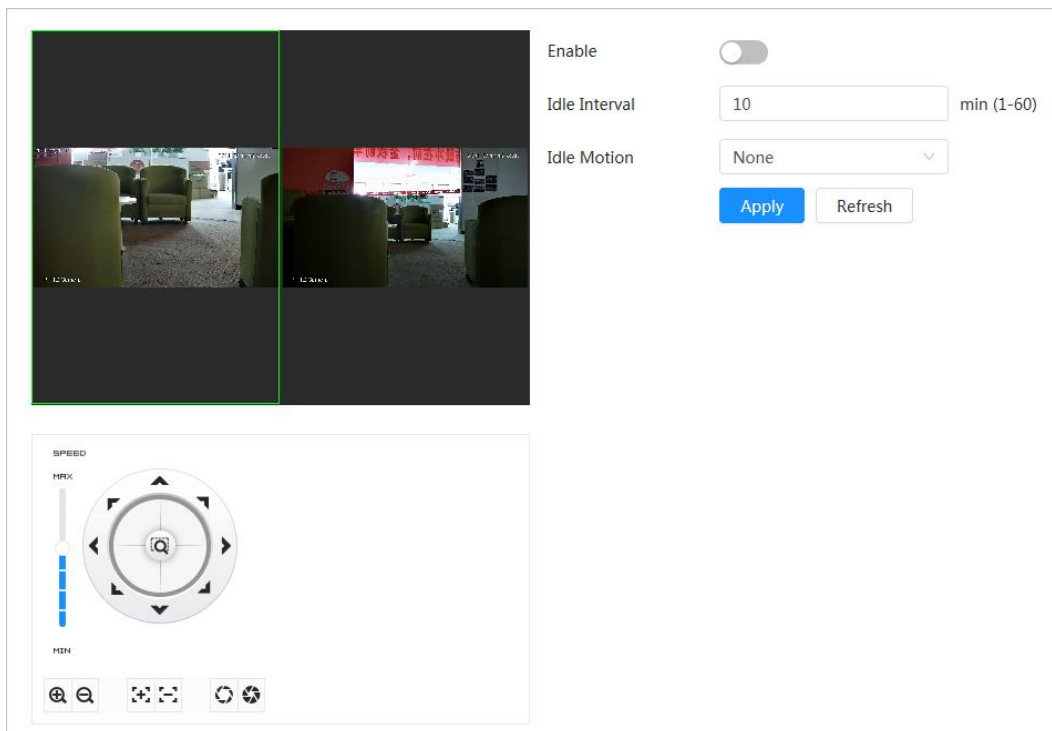 Enable
Idle Interval 10 min (1-60)
Idle Motion None
Apply Refresh
SPEED
MAX
MIN